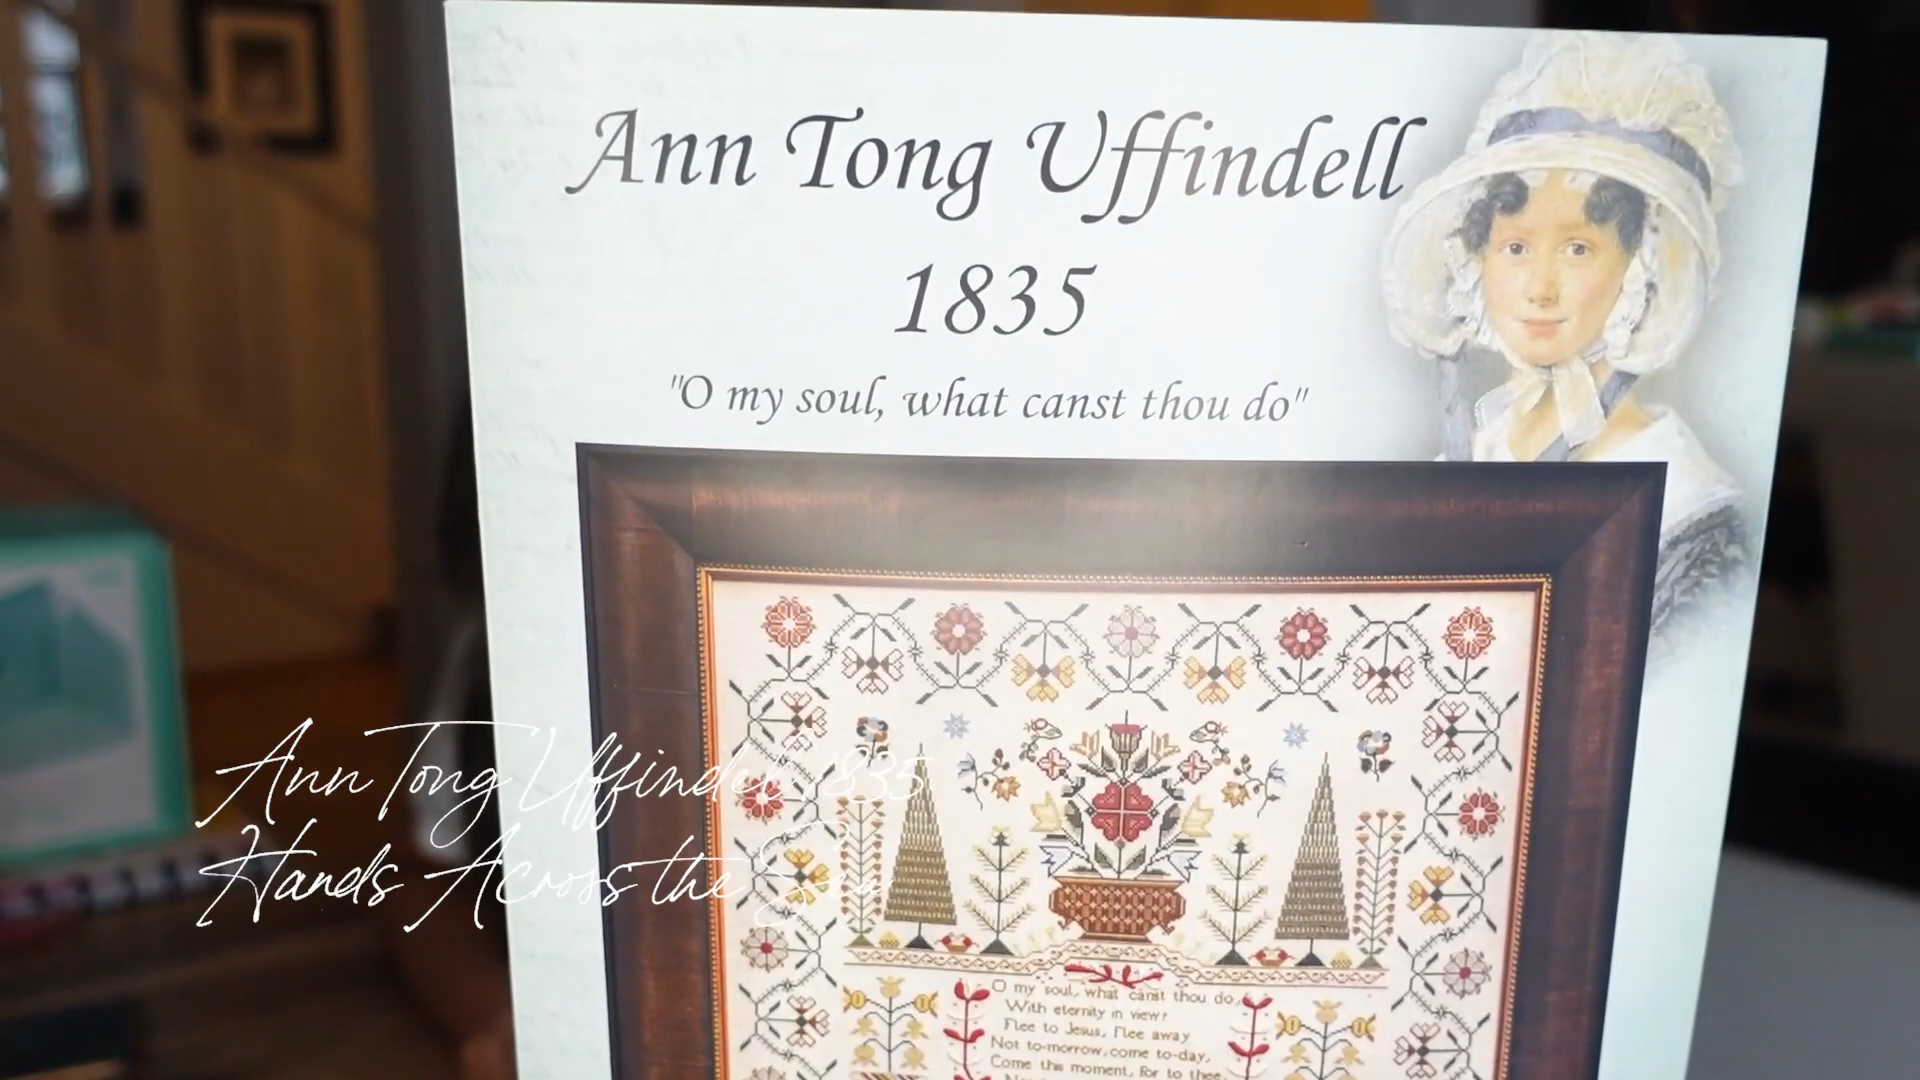 Ann Tong Uffindell
1835
"O my soul, what canst thou do"
Ann Tong Uffindell 1835
Hands Across the Sea
O my soul, what canst thou do,
With eternity in view?
Flee to Jesus, Flee away
Not to-morrow, come to-day,
Come this moment, for to thee,